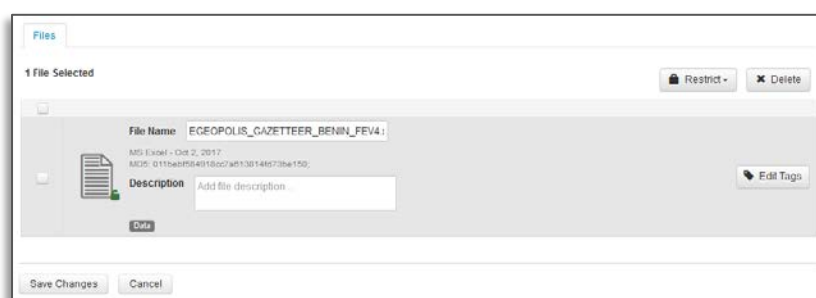 Files
1 File Selected
Restrict
Delete
File Name EGEOPOLIS_GAZETTEER_BENIN_FEV4.
MS Excel - Oct 2, 2017
MD5:
Description Add file description...
Edit Tags
Data
Save Changes Cancel